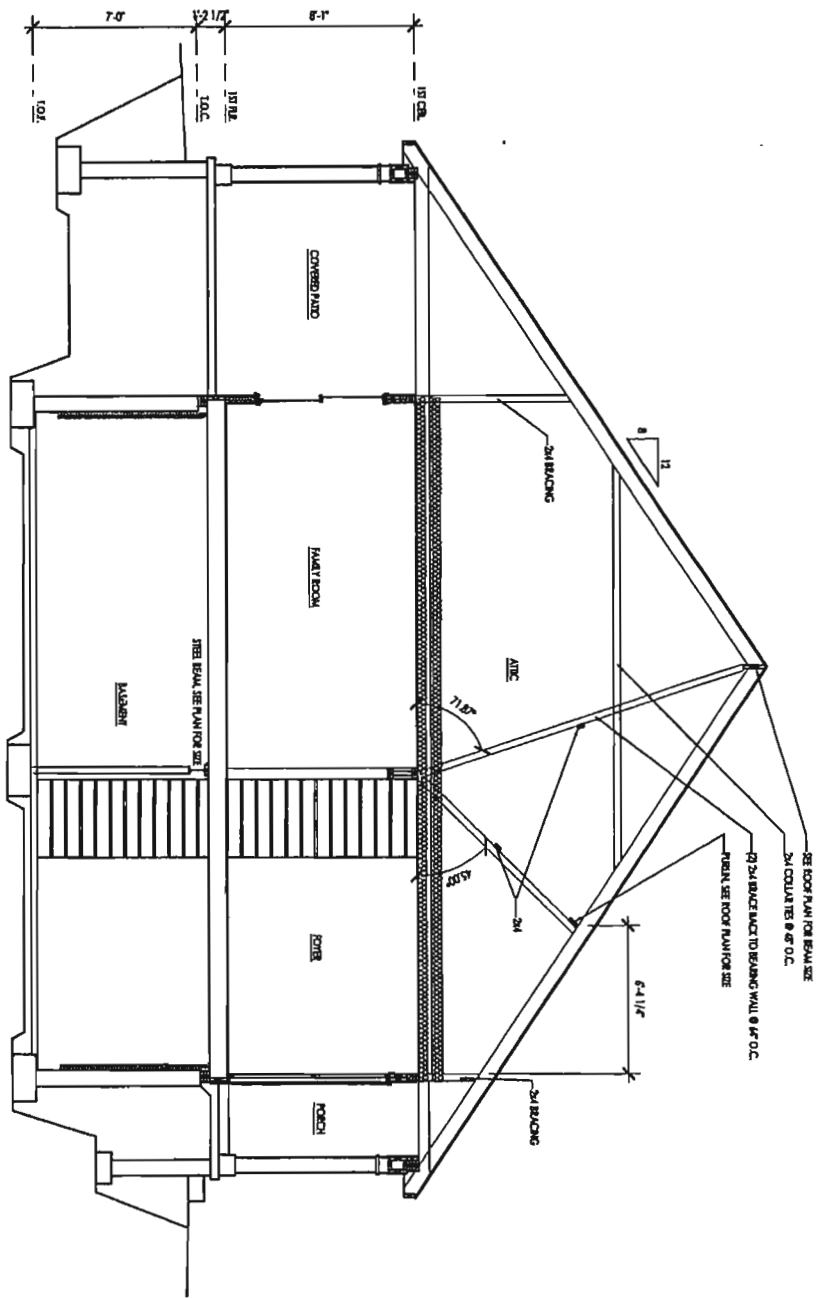 SEE ROOF PLAN FOR BEAM SIZE
2x4 COLLAR TIES @ 48" O.C.
(2) 2x4 BRACE BACK TO BEARING WALL @ 64" O.C.
PURLIN, SEE ROOF PLAN FOR SIZE
12
8
6'-4 1/4"
2x4 BRACING
ATTIC
2x4
2x4 BRACING
71.87°
45.00°
1ST CEIL.
8'-1"
COVERED PATIO
FAMILY ROOM
FOYER
PORCH
1ST FLR.
1'-2 1/2"
T.O.C.
STEEL BEAM, SEE PLAN FOR SIZE
7'-0"
BASEMENT
T.O.F.